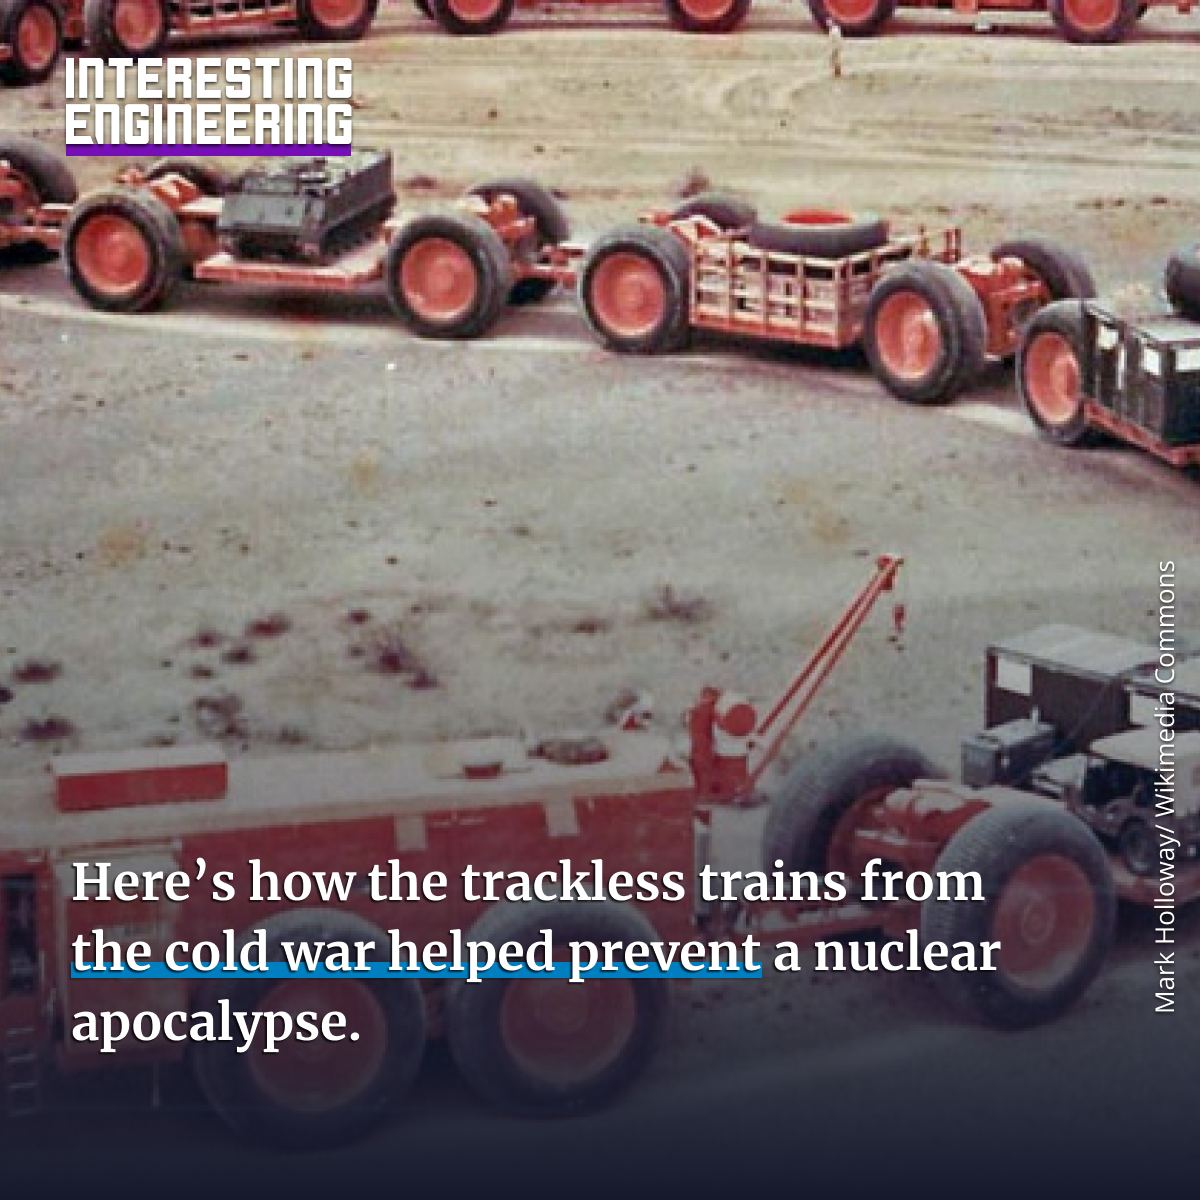 INTERESTING
ENGINEERING
Here’s how the trackless trains from
the cold war helped prevent a nuclear
apocalypse.
Mark Holloway/ Wikimedia Commons